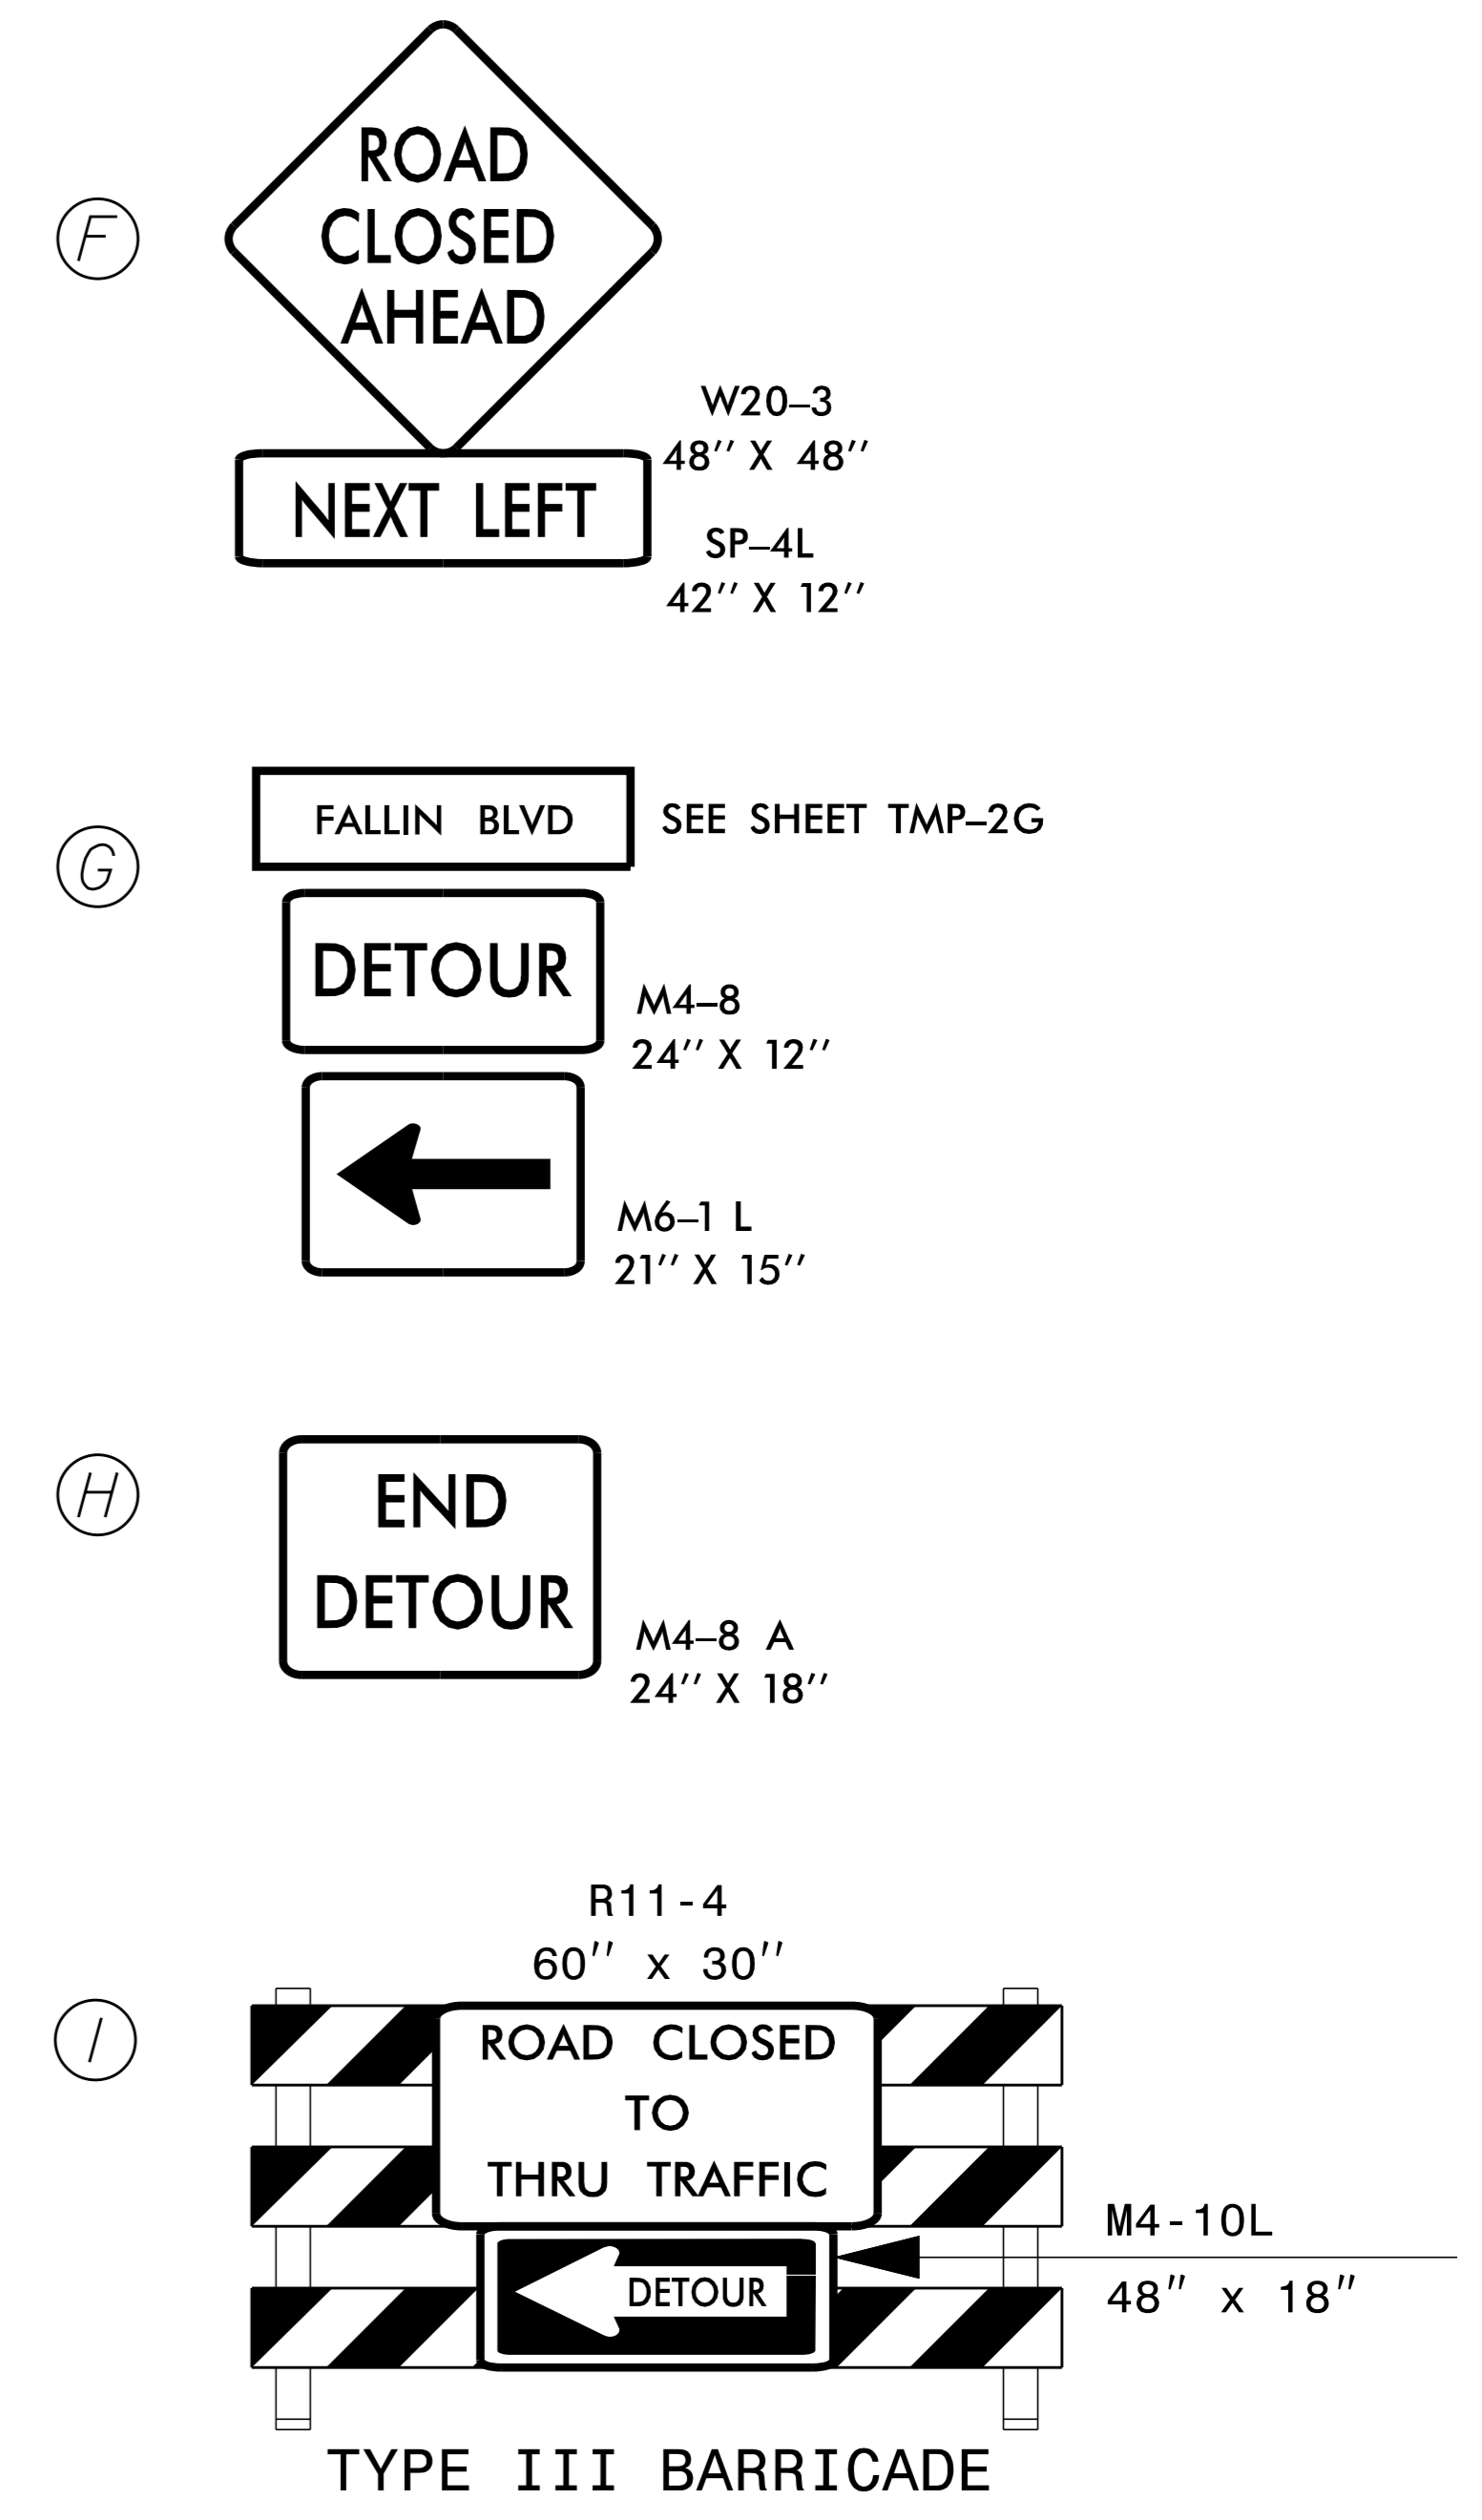 F
ROAD
CLOSED
AHEAD
W20–3
48'' X 48''
NEXT LEFT
SP–4L
42'' X 12''
G
FALLIN BLVD
SEE SHEET TMP–2G
DETOUR
M4–8
24'' X 12''
M6–1 L
21'' X 15''
H
END
DETOUR
M4–8 A
24'' X 18''
R11-4
60'' x 30''
I
ROAD CLOSED
TO
THRU TRAFFIC
M4-10L
DETOUR
48'' x 18''
TYPE III BARRICADE